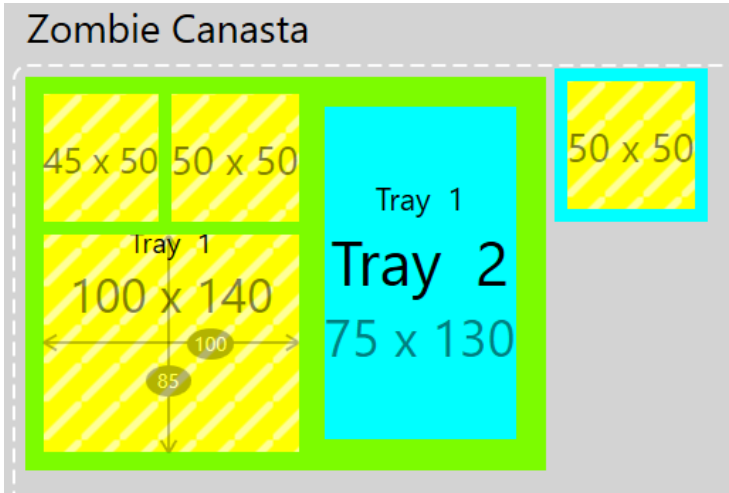 Zombie Canasta
45 x 50
50 x 50
Tray 1
100 x 140
100
85
Tray 1
Tray 2
75 x 130
50 x 50